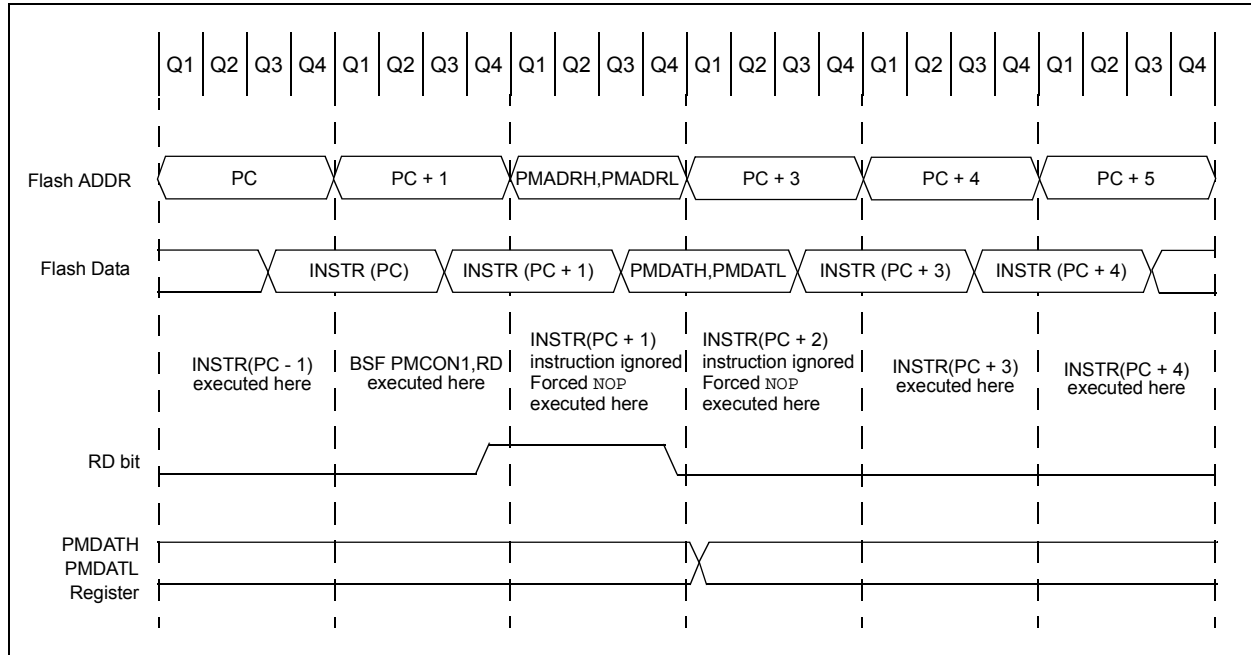 Q1 Q2 Q3 Q4 Q1 Q2 Q3 Q4 Q1 Q2 Q3 Q4 Q1 Q2 Q3 Q4 Q1 Q2 Q3 Q4 Q1 Q2 Q3 Q4
Flash ADDR PC PC + 1 PMADRH,PMADRL PC + 3 PC + 4 PC + 5
Flash Data INSTR (PC) INSTR (PC + 1) PMDATH,PMDATL INSTR (PC + 3) INSTR (PC + 4)
INSTR(PC - 1)
executed here
BSF PMCON1,RD
executed here
INSTR(PC + 1)
instruction ignored
Forced NOP
executed here
INSTR(PC + 2)
instruction ignored
Forced NOP
executed here
INSTR(PC + 3)
executed here
INSTR(PC + 4)
executed here
RD bit
PMDATH
PMDATL
Register